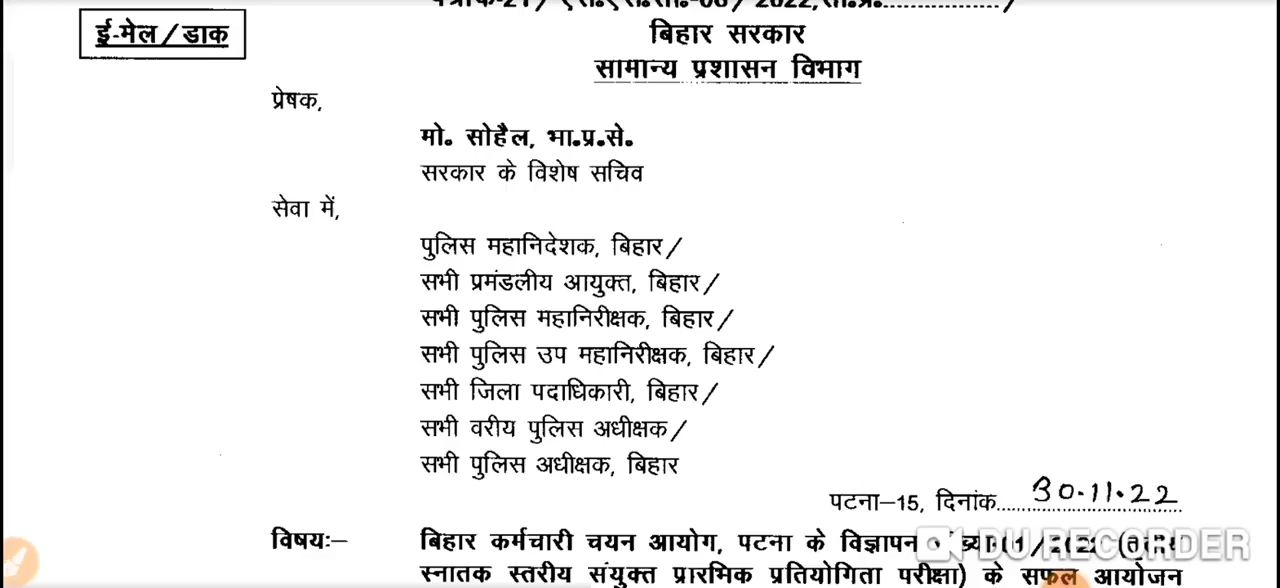 ई-मेल/डाक
बिहार सरकार
सामान्य प्रशासन विभाग
प्रेषक,
मो. सोहैल, भा.प्र.से.
सरकार के विशेष सचिव
सेवा में,
पुलिस महानिदेशक, बिहार/
सभी प्रमंडलीय आयुक्त, बिहार/
सभी पुलिस महानिरीक्षक, बिहार/
सभी पुलिस उप महानिरीक्षक, बिहार/
सभी जिला पदाधिकारी, बिहार/
सभी वरीय पुलिस अधीक्षक/
सभी पुलिस अधीक्षक, बिहार
पटना-15, दिनांक 30.11.22
विषयः- बिहार कर्मचारी चयन आयोग, पटना के विज्ञापन
DU RECORDER
स्नातक स्तरीय संयुक्त प्रारंभिक प्रतियोगिता परीक्षा) के सफल आयोजन